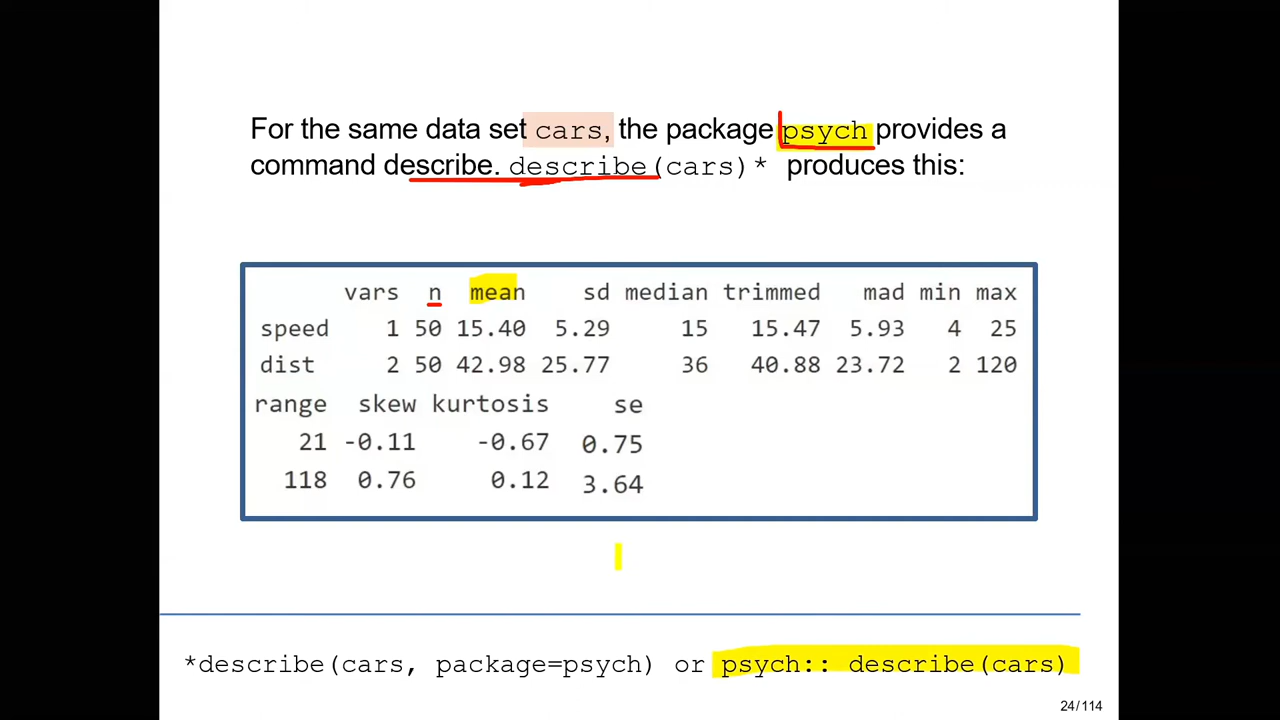 For the same data set cars, the package psych provides a
command describe. describe(cars)* produces this:
vars n mean sd median trimmed mad min max
speed 1 50 15.40 5.29 15 15.47 5.93 4 25
dist 2 50 42.98 25.77 36 40.88 23.72 2 120
range skew kurtosis se
21 -0.11 -0.67 0.75
118 0.76 0.12 3.64
*describe(cars, package=psych) or psych:: describe(cars)
24/114